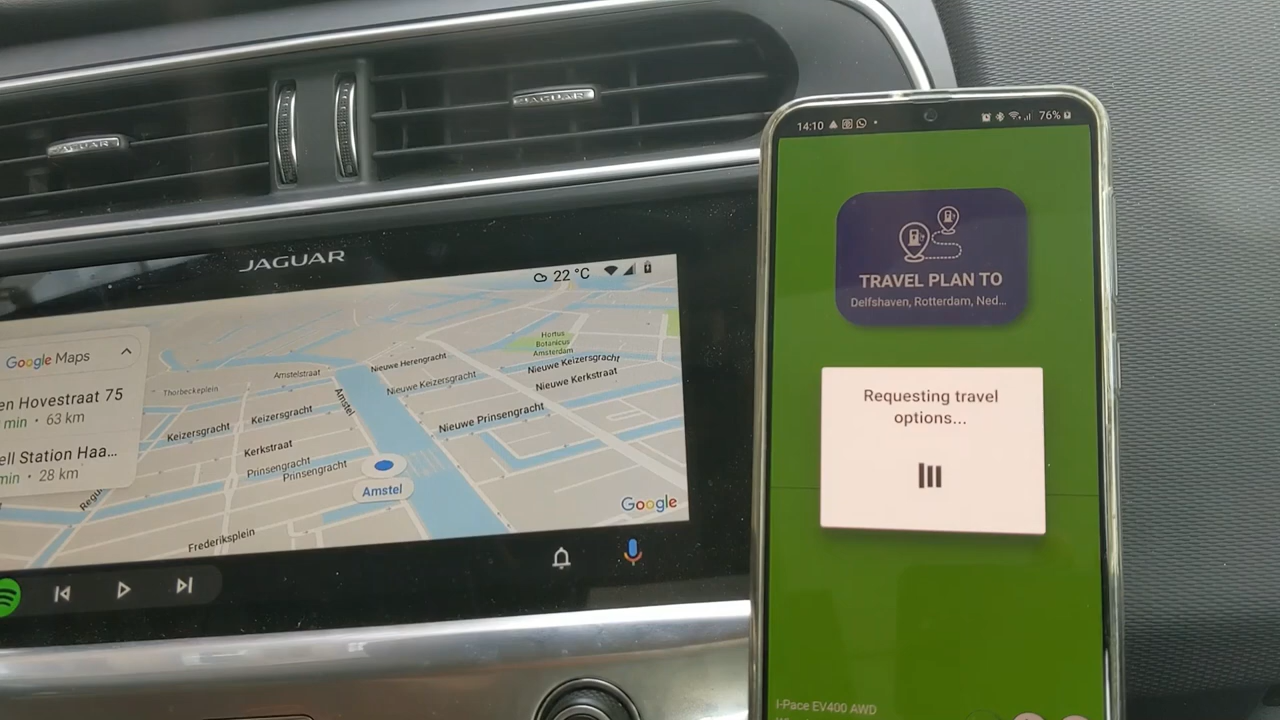 JAGUAR
JAGUAR
JAGUAR
22 °C
Google Maps
en Hovestraat 75
min · 63 km
ell Station Haa...
min · 28 km
Hortus
Botanicus
Amsterdam
Nieuwe Herengracht
Nieuwe Keizersgracht
Nieuwe Keizersgracht
Nieuwe Kerkstraat
Amstelstraat
Thorbeckeplein
Amstel
Keizersgracht
Keizersgracht
Nieuwe Prinsengracht
Kerkstraat
Prinsengracht
Prinsengracht
Amstel
Regu
Frederiksplein
Google
14:10
76%
TRAVEL PLAN TO
Delfshaven, Rotterdam, Ned...
Requesting travel
options...
I-Pace EV400 AWD